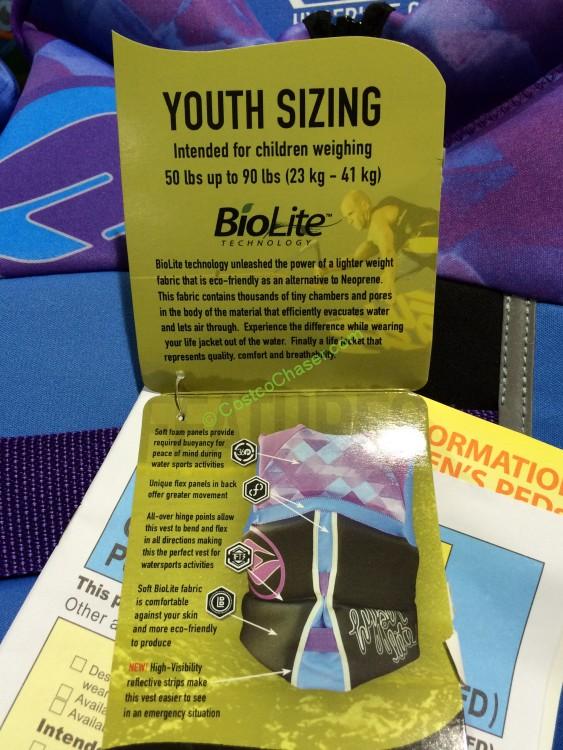 YOUTH SIZING
Intended for children weighing
50 lbs up to 90 lbs (23 kg - 41 kg)
BioLite™
TECHNOLOGY
BioLite technology unleashed the power of a lighter weight
fabric that is eco-friendly as an alternative to Neoprene.
This fabric contains thousands of tiny chambers and pores
in the body of the material that efficiently evacuates water
and lets air through. Experience the difference while wearing
your life jacket out of the water. Finally a life jacket that
represents quality, comfort and breathability.
© CostcoChaser.com
Soft foam panels provide
required buoyancy for
peace of mind during
water sports activities
Unique flex panels in back
offer greater movement
All-over hinge points allow
this vest to bend and flex
in all directions making
this the perfect vest for
watersports activities
Soft BioLite fabric
is comfortable
against your skin
and more eco-friendly
to produce
NEW! High-Visibility
reflective strips make
this vest easier to see
in an emergency situation
ORMATION
EN'S
This p
Other a
Des
wear
Availa
Availa
Intend
ED)